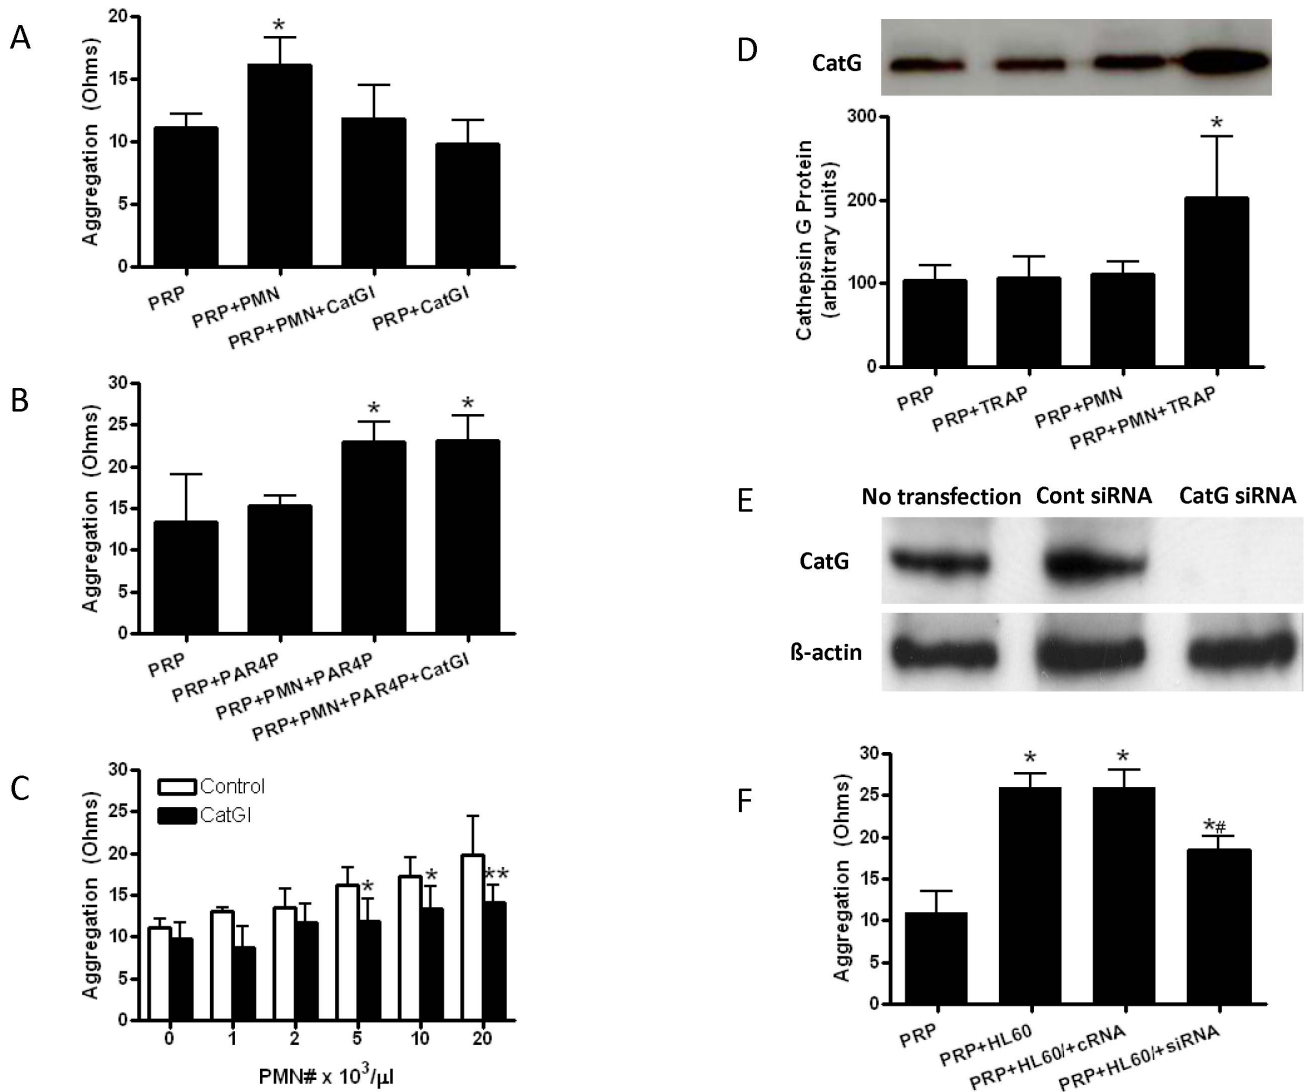 A
Aggregation (Ohms)
20
15
10
5
0
*
PRP
PRP+PMN
PRP+PMN+CatGI
PRP+CatGI
B
Aggregation (Ohms)
30
25
20
15
10
5
0
*
*
PRP
PRP+PAR4P
PRP+PMN+PAR4P
PRP+PMN+PAR4P+CatGI
C
Aggregation (Ohms)
30
25
20
15
10
5
0
Control
CatGI
*
*
**
0 1 2 5 10 20
PMN# x 10³/µl
D
CatG
Cathepsin G Protein
(arbitrary units)
300
200
100
0
*
PRP
PRP+TRAP
PRP+PMN
PRP+PMN+TRAP
E
No transfection Cont siRNA CatG siRNA
CatG
ß-actin
F
Aggregation (Ohms)
30
25
20
15
10
5
0
*
*
*#
PRP
PRP+HL60
PRP+HL60/+cRNA
PRP+HL60/+siRNA